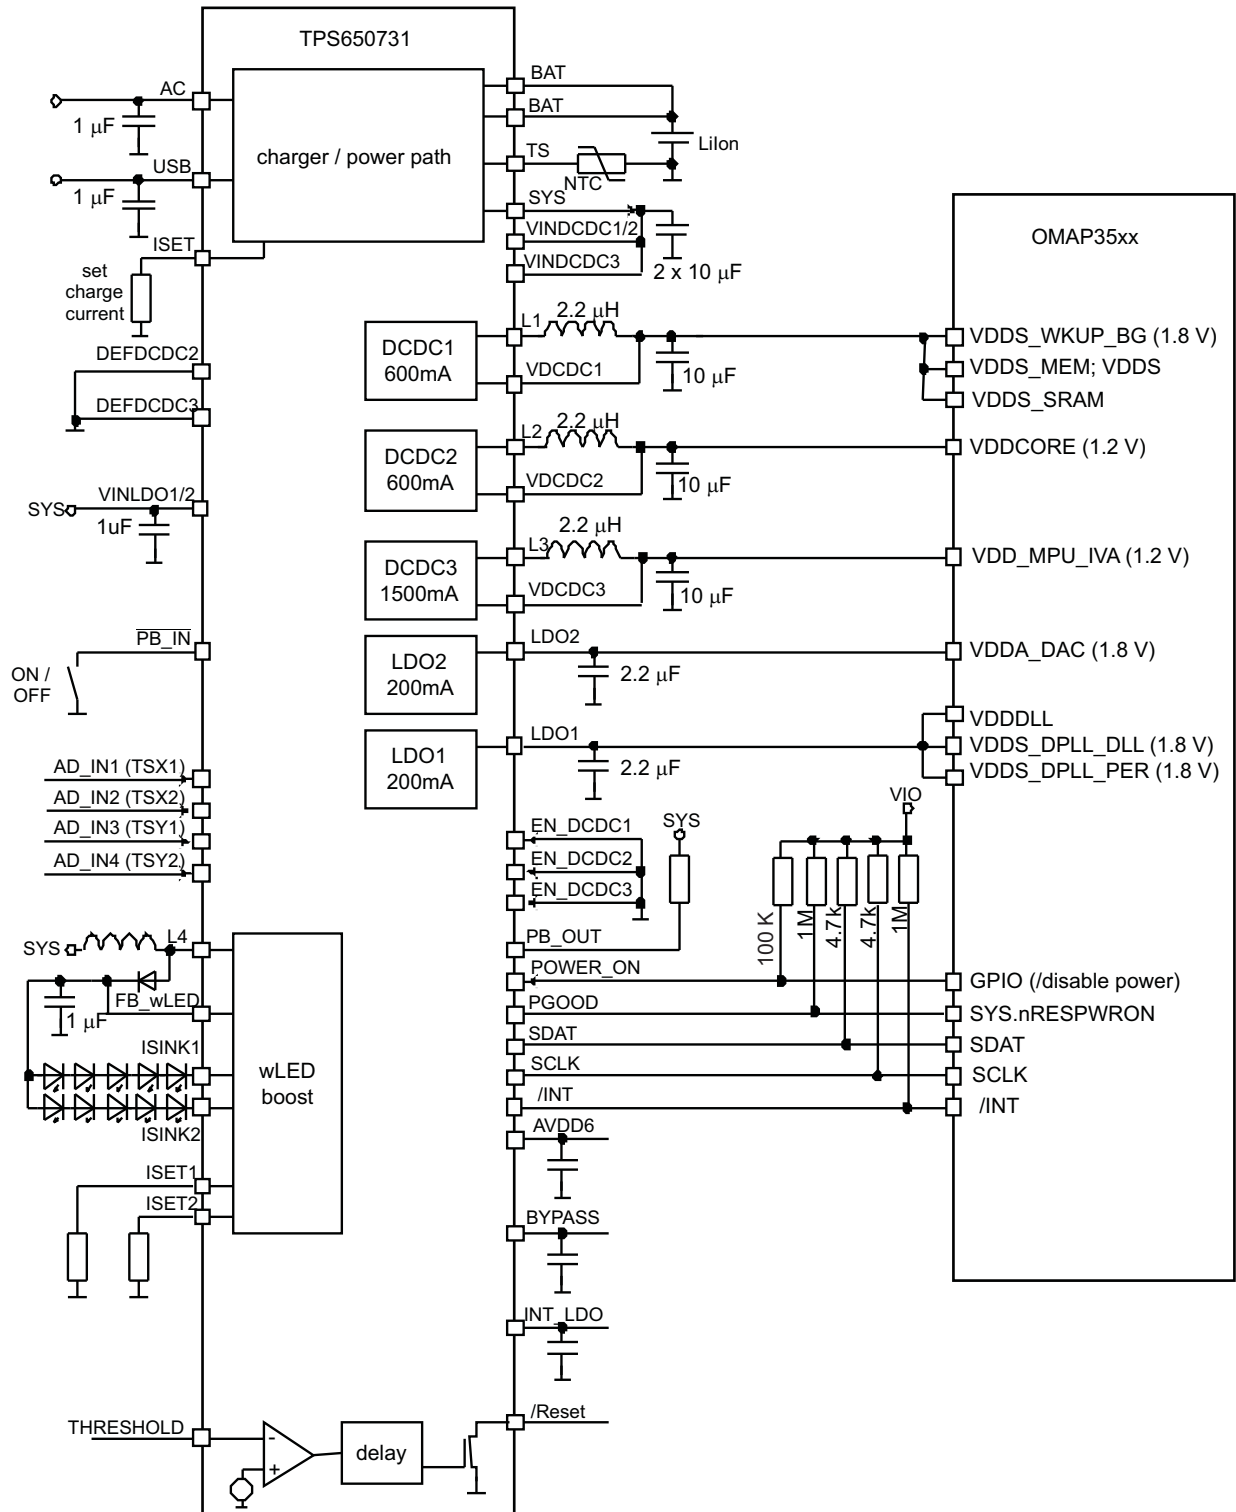 TPS650731
AC
1 μF
USB
1 μF
ISET
set
charge
current
charger / power path
BAT
BAT
LiIon
TS
NTC
SYS
VINDCDC1/2
VINDCDC3
2 x 10 μF
OMAP35xx
DEFDCDC2
DEFDCDC3
DCDC1
600mA
L1
2.2 μH
VDCDC1
10 μF
VDDS_WKUP_BG (1.8 V)
VDDS_MEM; VDDS
VDDS_SRAM
DCDC2
600mA
L2
2.2 μH
VDCDC2
10 μF
VDDCORE (1.2 V)
SYS
VINLDO1/2
1uF
DCDC3
1500mA
L3
2.2 μH
VDCDC3
10 μF
VDD_MPU_IVA (1.2 V)
PB_IN
ON /
OFF
LDO2
200mA
LDO2
2.2 μF
VDDA_DAC (1.8 V)
LDO1
200mA
LDO1
2.2 μF
VDDDLL
VDDS_DPLL_DLL (1.8 V)
VDDS_DPLL_PER (1.8 V)
AD_IN1 (TSX1)
AD_IN2 (TSX2)
AD_IN3 (TSY1)
AD_IN4 (TSY2)
EN_DCDC1
EN_DCDC2
EN_DCDC3
SYS
VIO
100 K
1M
4.7k
4.7k
1M
SYS
L4
FB_wLED
1 μF
ISINK1
ISINK2
ISET1
ISET2
wLED
boost
PB_OUT
POWER_ON
PGOOD
SDAT
SCLK
/INT
GPIO (/disable power)
SYS.nRESPWRON
SDAT
SCLK
/INT
AVDD6
BYPASS
INT_LDO
THRESHOLD
-
+
delay
/Reset